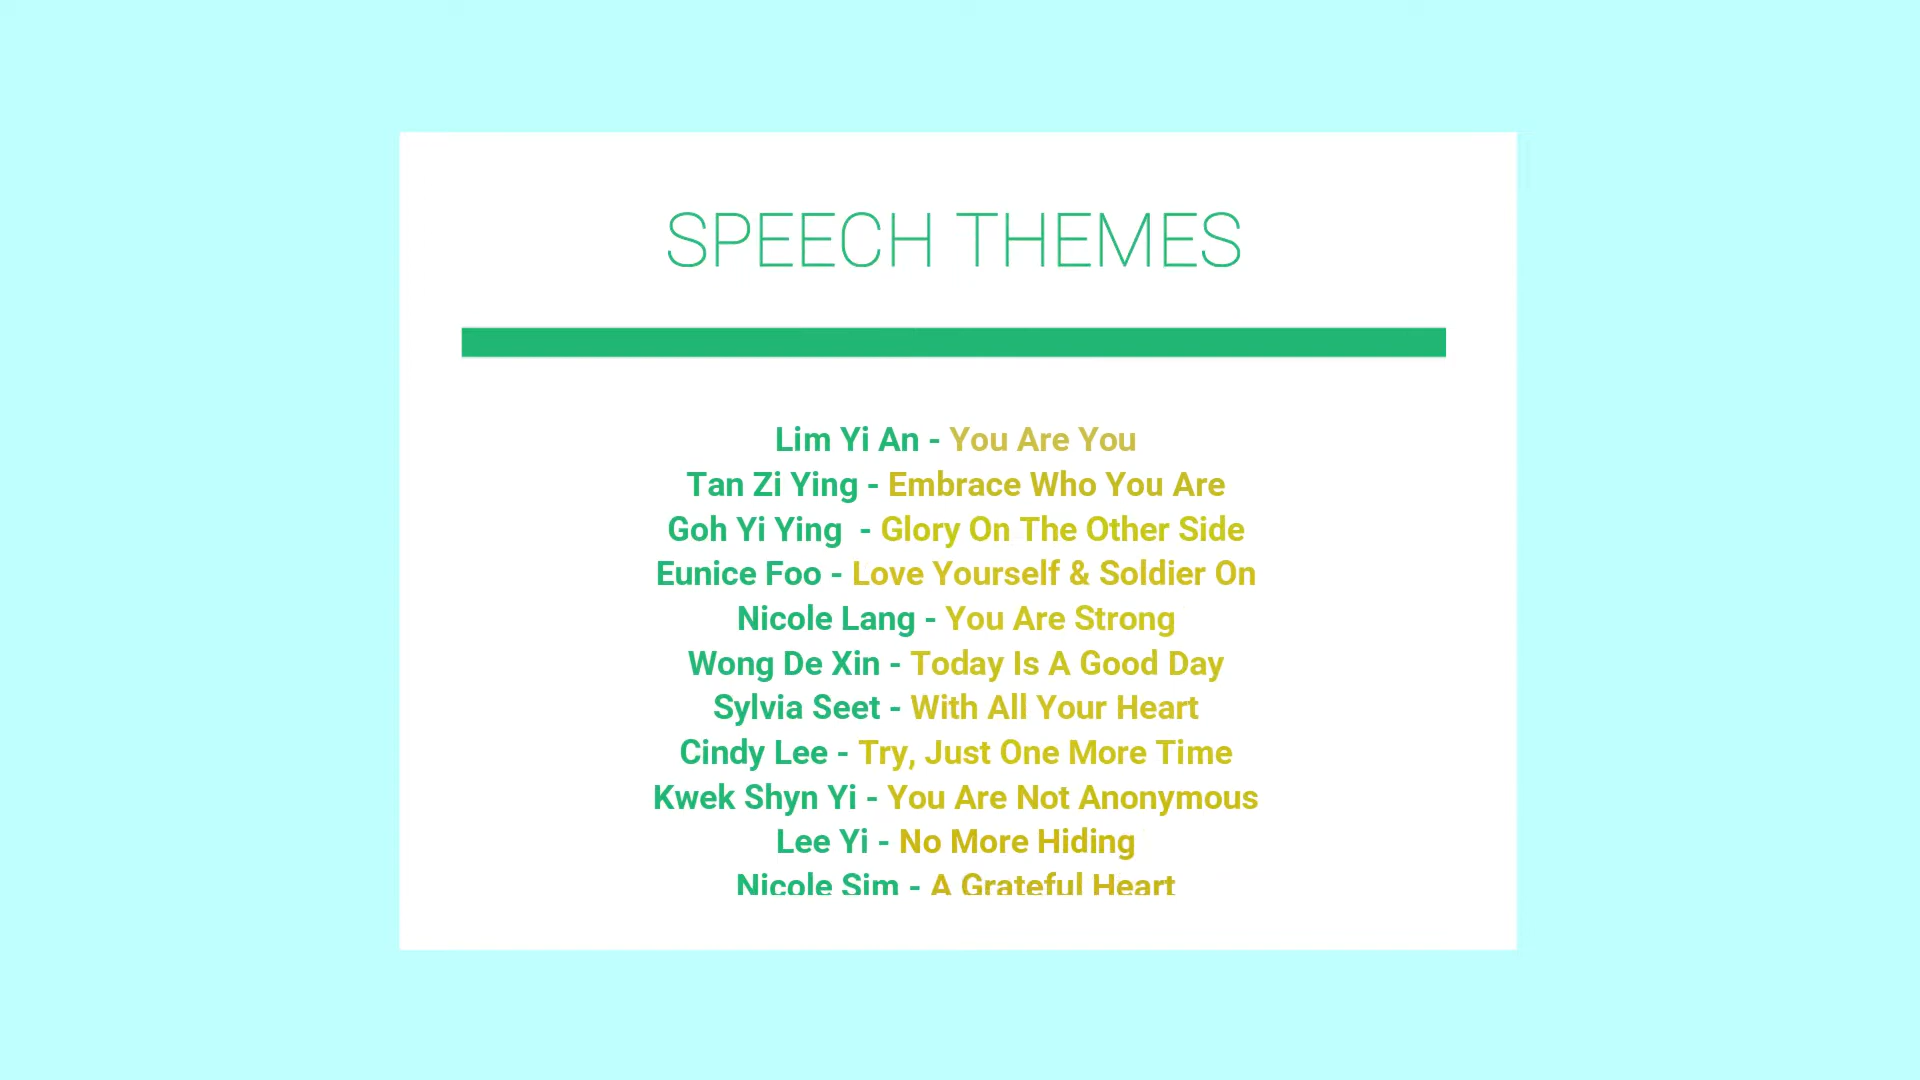 SPEECH THEMES
Lim Yi An - You Are You
Tan Zi Ying - Embrace Who You Are
Goh Yi Ying  - Glory On The Other Side
Eunice Foo - Love Yourself & Soldier On
Nicole Lang - You Are Strong
Wong De Xin - Today Is A Good Day
Sylvia Seet - With All Your Heart
Cindy Lee - Try, Just One More Time
Kwek Shyn Yi - You Are Not Anonymous
Lee Yi - No More Hiding
Nicole Sim - A Grateful Heart